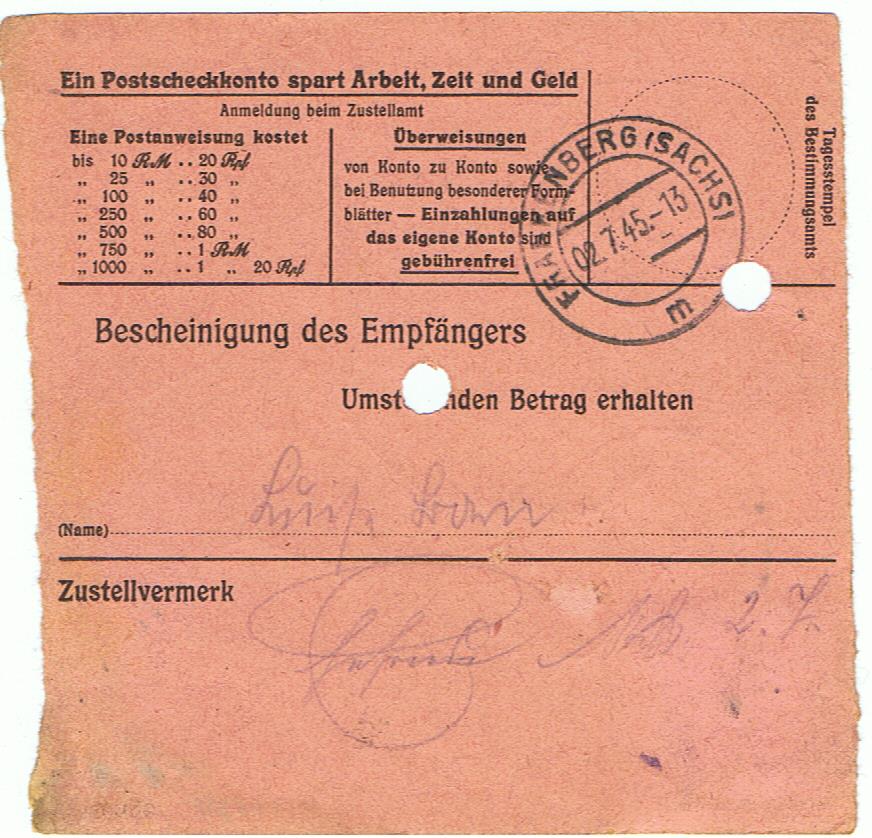 Ein Postscheckkonto spart Arbeit, Zeit und Geld
Anmeldung beim Zustellamt
Eine Postanweisung kostet
bis 10 RM .. 20 Rpf
„ 25 „ .. 30 „
„ 100 „ .. 40 „
„ 250 „ .. 60 „
„ 500 „ .. 80 „
„ 750 „ .. 1 RM
„ 1000 „ .. 1 „ 20 Rpf
Überweisungen
von Konto zu Konto sowie
bei Benutzung besonderer Form-
blätter — Einzahlungen auf
das eigene Konto sind
gebührenfrei
Tagesstempel
des Bestimmungsamts
FRANKENBERG (SACHS)
02.7.45.-13
m
Bescheinigung des Empfängers
Umst nden Betrag erhalten
(Name)
Zustellvermerk
2. 7.